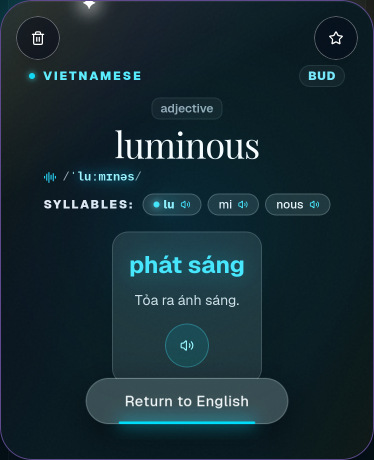 VIETNAMESE BUD
adjective
luminous
/ˈluːmɪnəs/
SYLLABLES: lu mi nous
phát sáng
Tỏa ra ánh sáng.
Return to English